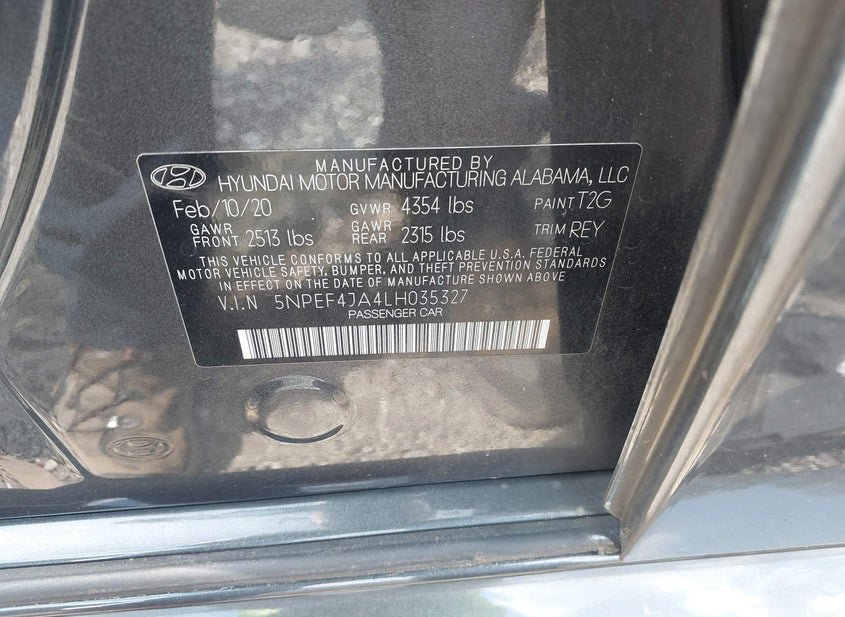 MANUFACTURED BY
HYUNDAI MOTOR MANUFACTURING ALABAMA, LLC
Feb/10/20 GVWR 4354 lbs PAINT T2G
GAWR FRONT 2513 lbs GAWR REAR 2315 lbs TRIM REY
THIS VEHICLE CONFORMS TO ALL APPLICABLE U.S.A. FEDERAL
MOTOR VEHICLE SAFETY, BUMPER, AND THEFT PREVENTION STANDARDS
IN EFFECT ON THE DATE OF MANUFACTURE SHOWN ABOVE
V.I.N 5NPEF4JA4LH035327
PASSENGER CAR